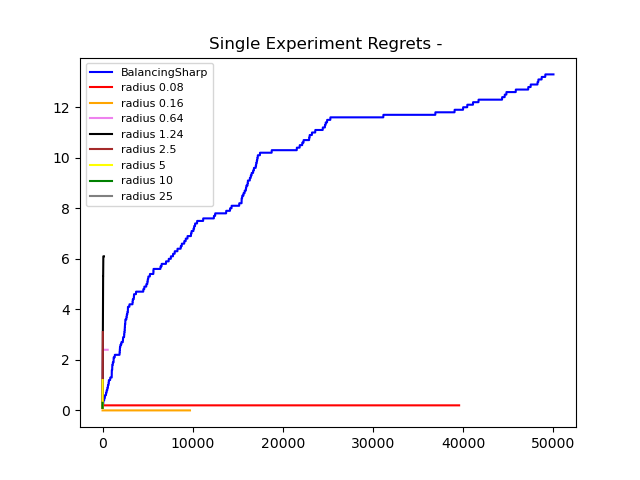 Single Experiment Regrets -
BalancingSharp
radius 0.08
radius 0.16
radius 0.64
radius 1.24
radius 2.5
radius 5
radius 10
radius 25
12
10
8
6
4
2
0
0 10000 20000 30000 40000 50000